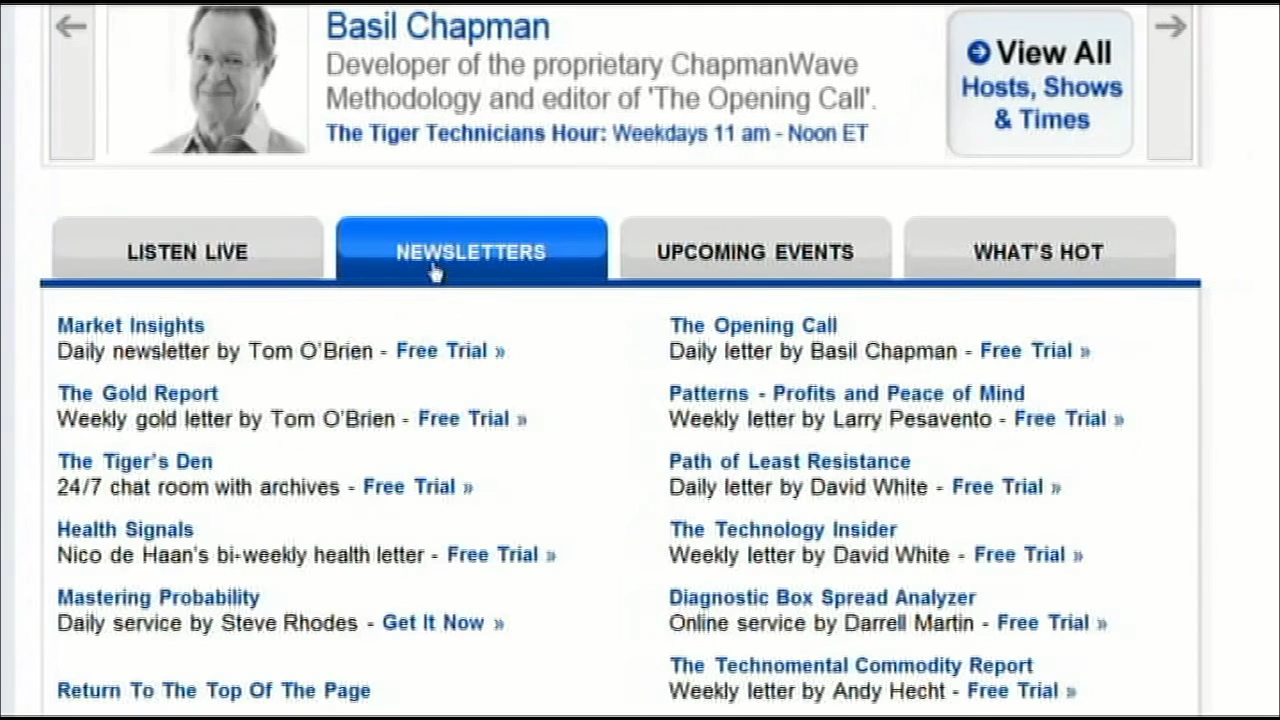 Basil Chapman
Developer of the proprietary ChapmanWave
Methodology and editor of 'The Opening Call'.
The Tiger Technicians Hour: Weekdays 11 am - Noon ET
View All
Hosts, Shows
& Times
LISTEN LIVE
NEWSLETTERS
UPCOMING EVENTS
WHAT'S HOT
Market Insights
Daily newsletter by Tom O'Brien - Free Trial »
The Gold Report
Weekly gold letter by Tom O'Brien - Free Trial »
The Tiger's Den
24/7 chat room with archives - Free Trial »
Health Signals
Nico de Haan's bi-weekly health letter - Free Trial »
Mastering Probability
Daily service by Steve Rhodes - Get It Now »
Return To The Top Of The Page
The Opening Call
Daily letter by Basil Chapman - Free Trial »
Patterns - Profits and Peace of Mind
Weekly letter by Larry Pesavento - Free Trial »
Path of Least Resistance
Daily letter by David White - Free Trial »
The Technology Insider
Weekly letter by David White - Free Trial »
Diagnostic Box Spread Analyzer
Online service by Darrell Martin - Free Trial »
The Technomental Commodity Report
Weekly letter by Andy Hecht - Free Trial »